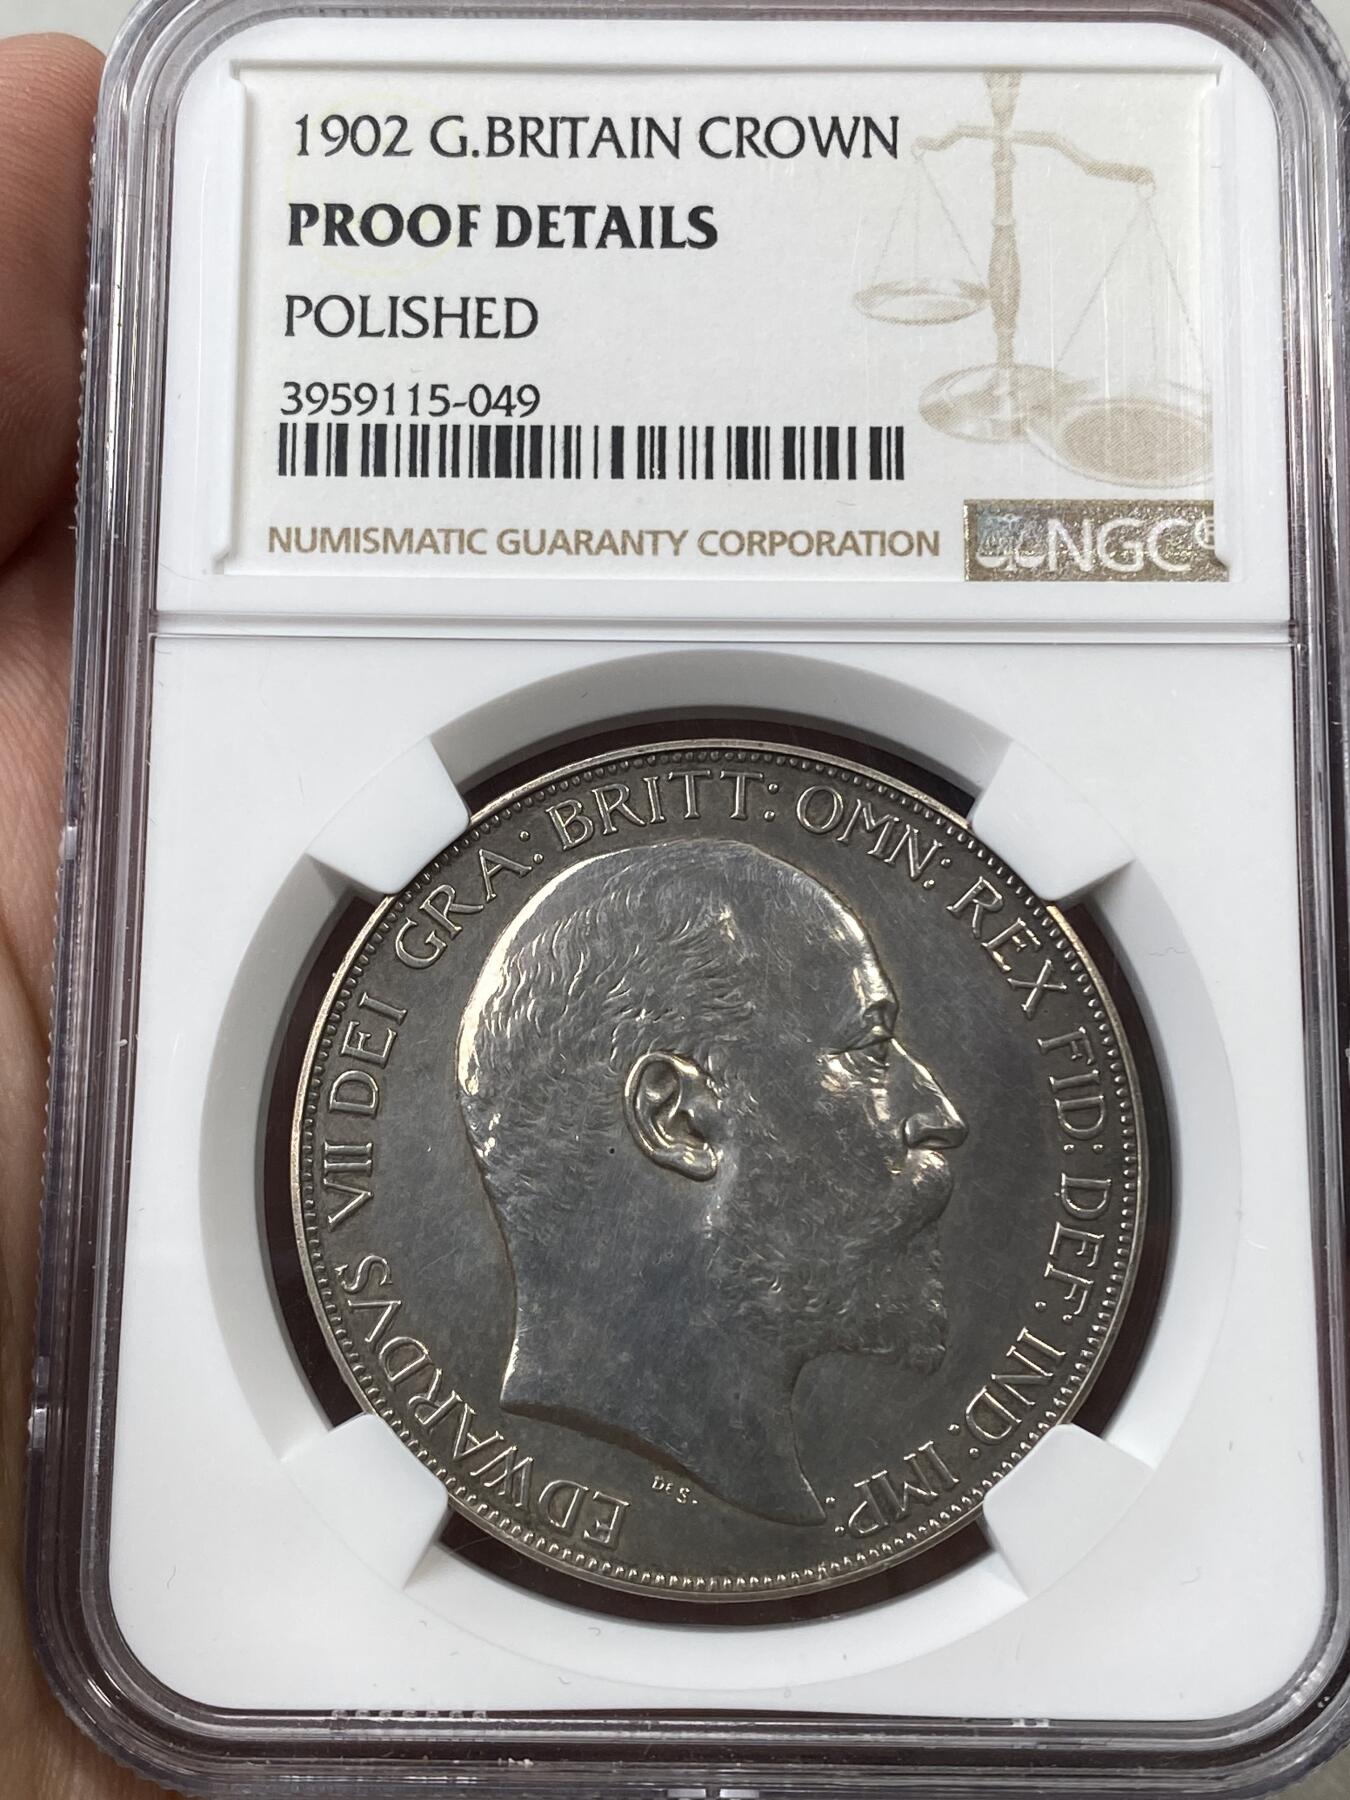 1902 G.BRITAIN CROWN
PROOF DETAILS
POLISHED
3959115-049
NUMISMATIC GUARANTY CORPORATION
NGC®
EDWARDVS VII DEI GRA: BRITT: OMN: REX FID: DEF: IND: IMP:
DeS.